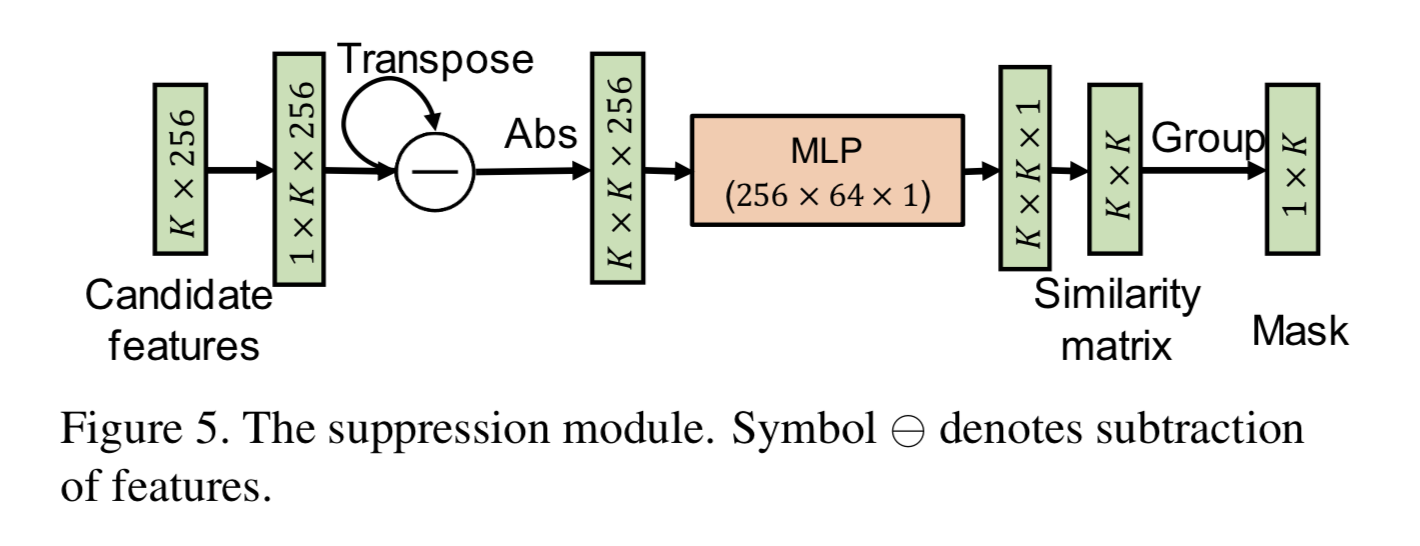 Transpose
K × 256
1 × K × 256
Abs
K × K × 256
MLP
(256 × 64 × 1)
K × K × 1
K × K
Group
1 × K
Candidate
features
Similarity
matrix
Mask
Figure 5. The suppression module. Symbol ⊖ denotes subtraction
of features.